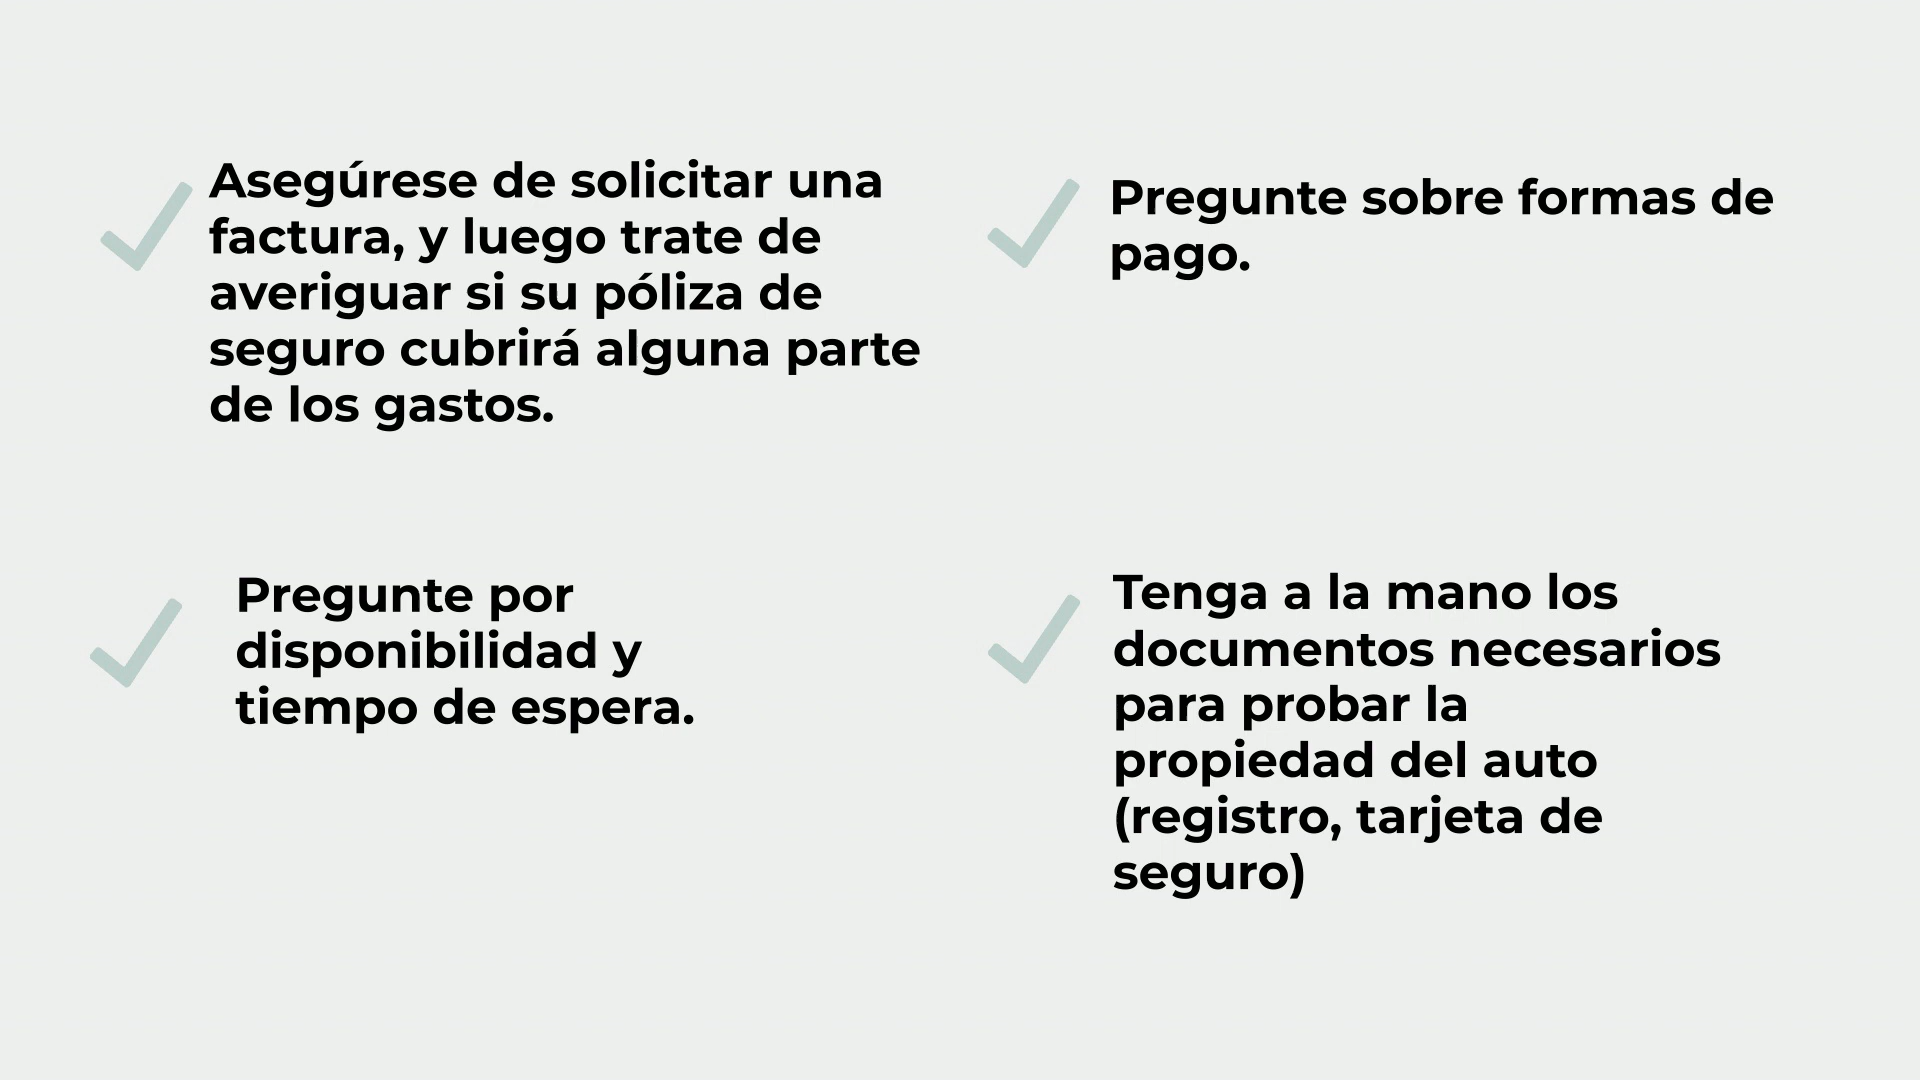 Asegúrese de solicitar una
factura, y luego trate de
averiguar si su póliza de
seguro cubrirá alguna parte
de los gastos.
Pregunte sobre formas de
pago.
Pregunte por
disponibilidad y
tiempo de espera.
Tenga a la mano los
documentos necesarios
para probar la
propiedad del auto
(registro, tarjeta de
seguro)